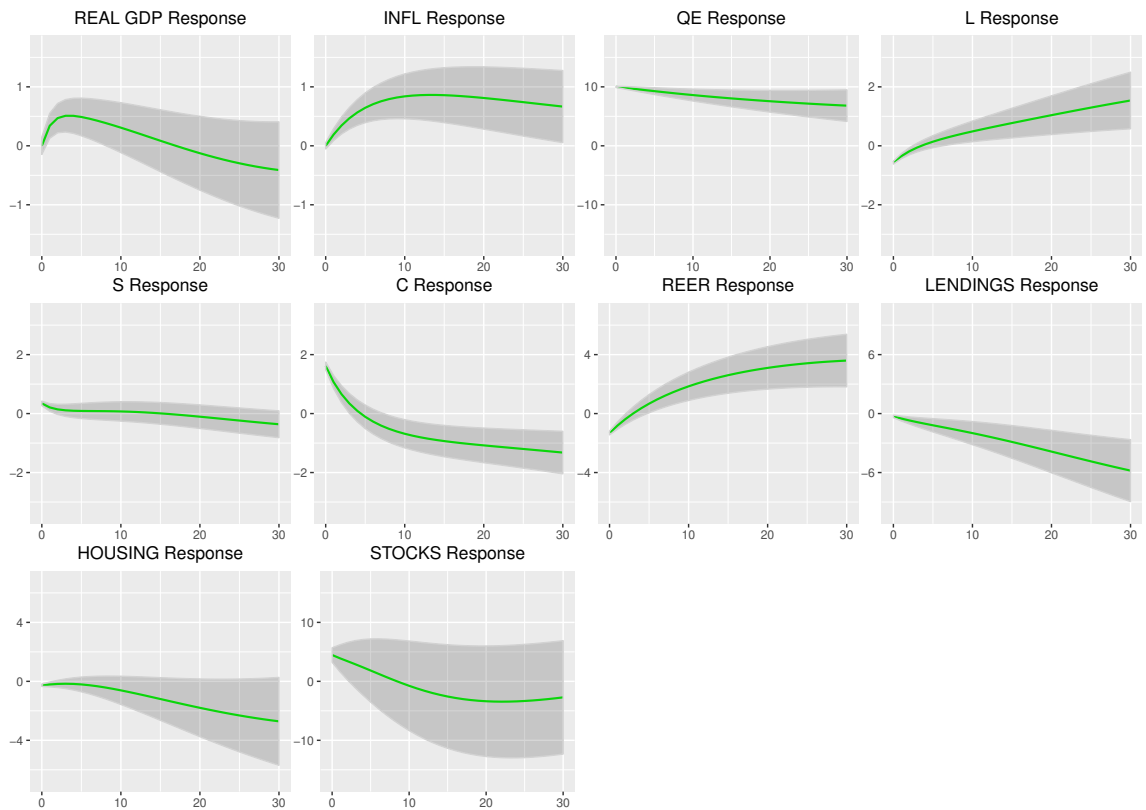 REAL GDP Response
INFL Response
QE Response
L Response
1
0
−1
0 10 20 30
1
0
−1
0 10 20 30
10
0
−10
0 10 20 30
2
0
−2
0 10 20 30
S Response
C Response
REER Response
LENDINGS Response
2
0
−2
0 10 20 30
2
0
−2
0 10 20 30
4
0
−4
0 10 20 30
6
0
−6
0 10 20 30
HOUSING Response
STOCKS Response
4
0
−4
0 10 20 30
10
0
−10
0 10 20 30